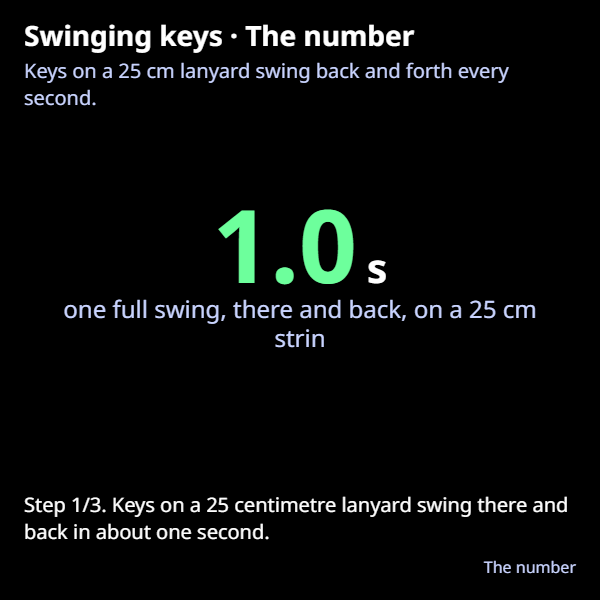 Swinging keys · The number
Keys on a 25 cm lanyard swing back and forth every
second.
1.0 s
one full swing, there and back, on a 25 cm
strin
Step 1/3. Keys on a 25 centimetre lanyard swing there and
back in about one second.
The number